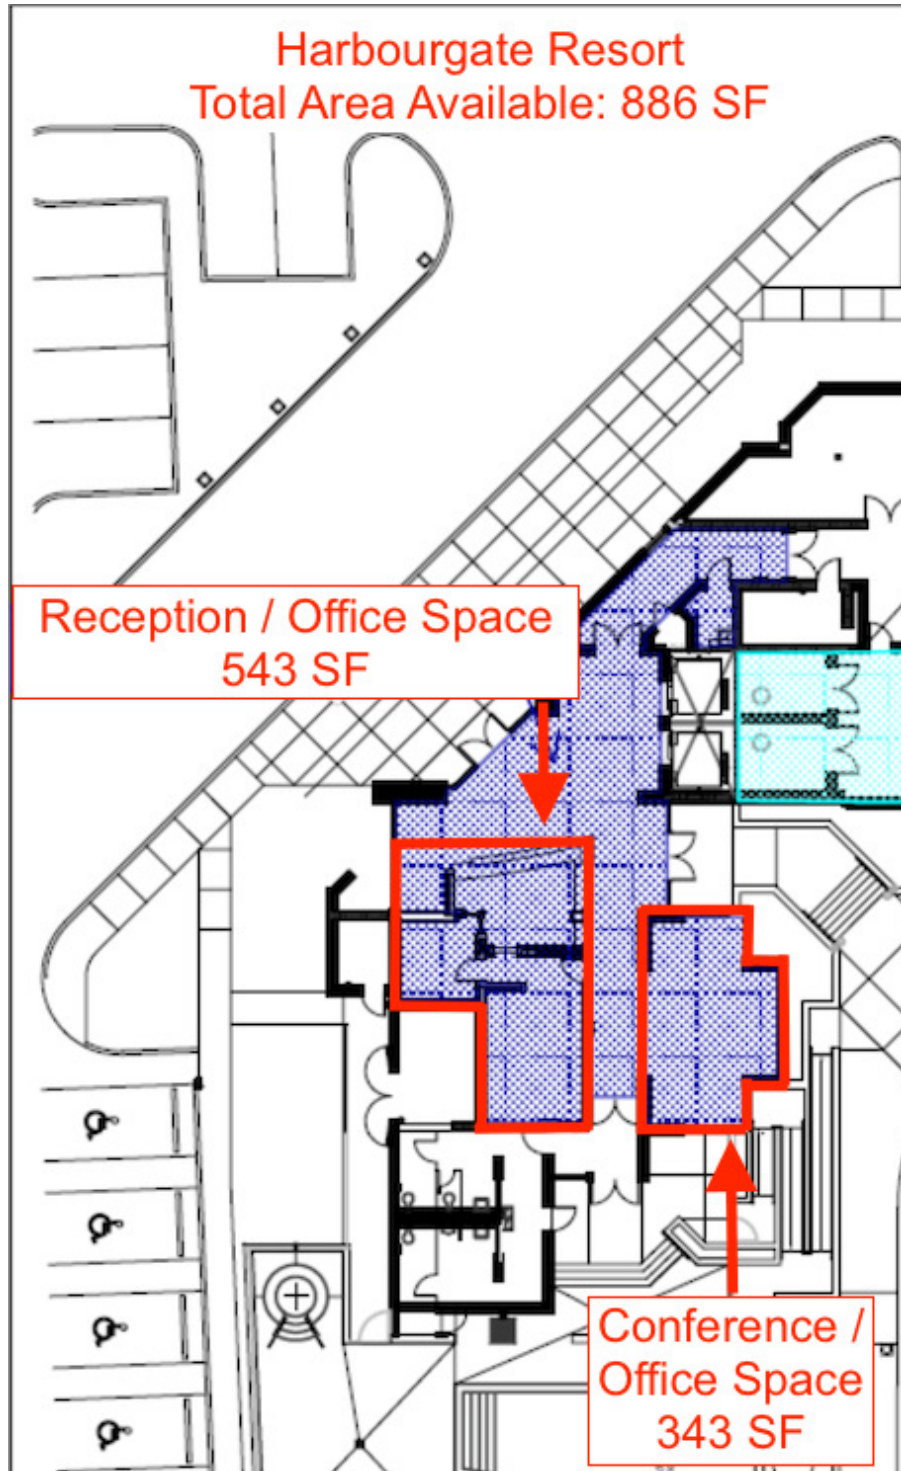 Harbourgate Resort
Total Area Available: 886 SF
Reception / Office Space
543 SF
Conference /
Office Space
343 SF